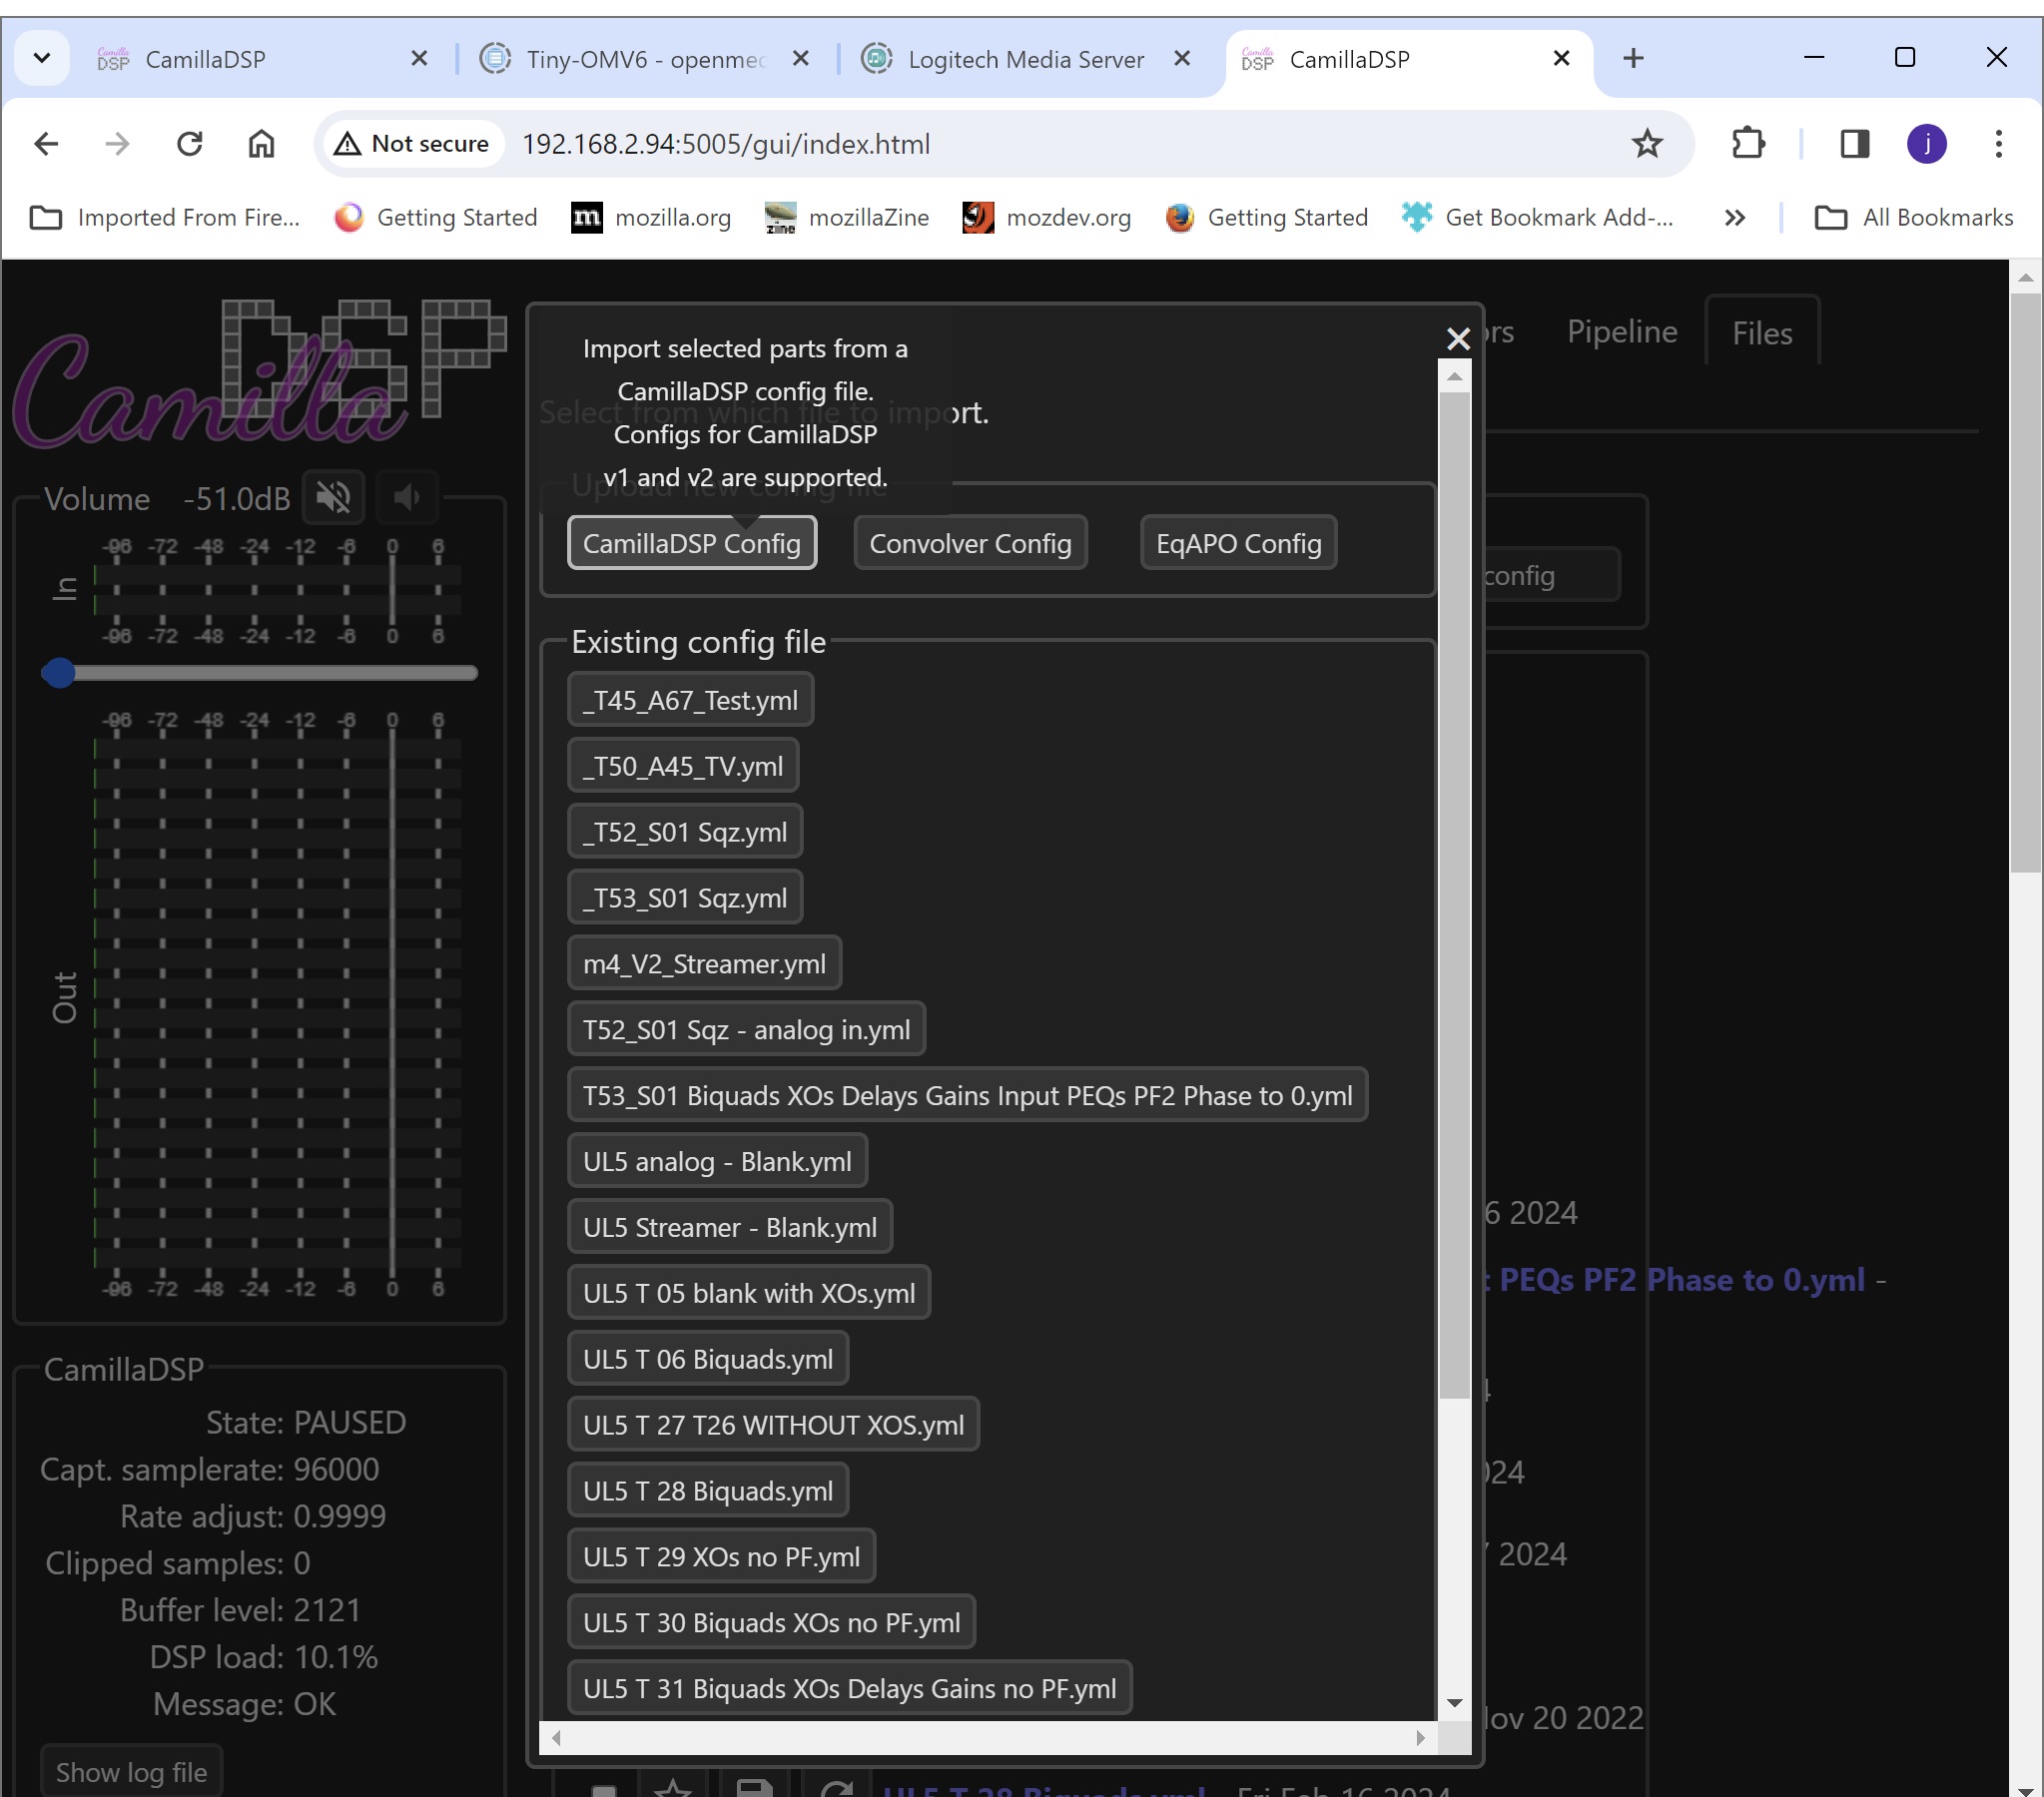 CamillaDSP
Tiny-OMV6 - openmed
Logitech Media Server
CamillaDSP
Not secure
192.168.2.94:5005/gui/index.html
j
Imported From Fire...
Getting Started
mozilla.org
mozillaZine
mozdev.org
Getting Started
Get Bookmark Add-...
All Bookmarks
CamillaDSP
Volume -51.0dB
-96 -72 -48 -24 -12 -6 0 6
In
-96 -72 -48 -24 -12 -6 0 6
-96 -72 -48 -24 -12 -6 0 6
Out
-96 -72 -48 -24 -12 -6 0 6
CamillaDSP
State: PAUSED
Capt. samplerate: 96000
Rate adjust: 0.9999
Clipped samples: 0
Buffer level: 2121
DSP load: 10.1%
Message: OK
Show log file
Import selected parts from a
CamillaDSP config file.
Configs for CamillaDSP
v1 and v2 are supported.
Select from which file to import.
Upload new config file
CamillaDSP Config
Convolver Config
EqAPO Config
Existing config file
_T45_A67_Test.yml
_T50_A45_TV.yml
_T52_S01 Sqz.yml
_T53_S01 Sqz.yml
m4_V2_Streamer.yml
T52_S01 Sqz - analog in.yml
T53_S01 Biquads XOs Delays Gains Input PEQs PF2 Phase to 0.yml
UL5 analog - Blank.yml
UL5 Streamer - Blank.yml
UL5 T 05 blank with XOs.yml
UL5 T 06 Biquads.yml
UL5 T 27 T26 WITHOUT XOS.yml
UL5 T 28 Biquads.yml
UL5 T 29 XOs no PF.yml
UL5 T 30 Biquads XOs no PF.yml
UL5 T 31 Biquads XOs Delays Gains no PF.yml
rs
Pipeline
Files
config
6 2024
PEQs PF2 Phase to 0.yml -
24
2024
ov 20 2022
UL5 T 28 Biquads.yml - Fri Feb 16 2024